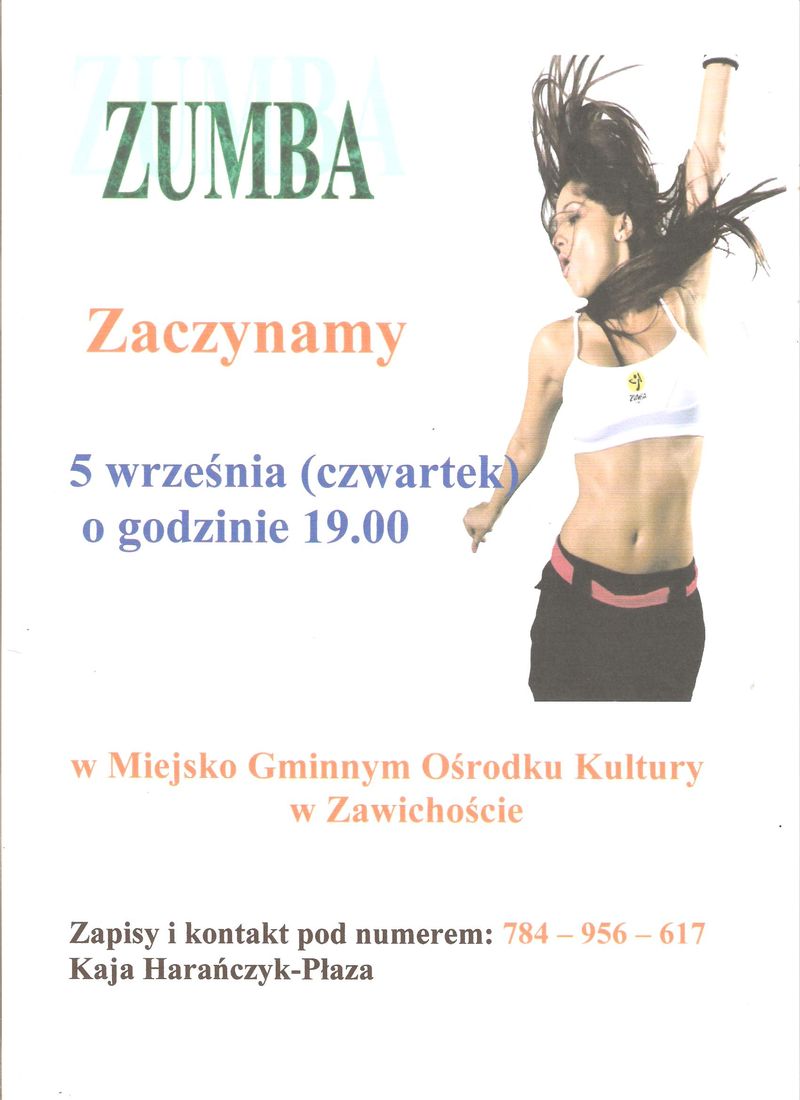 ZUMBA
Zaczynamy
5 września (czwartek)
o godzinie 19.00
w Miejsko Gminnym Ośrodku Kultury
w Zawichoście
Zapisy i kontakt pod numerem: 784 – 956 – 617
Kaja Harańczyk-Płaza